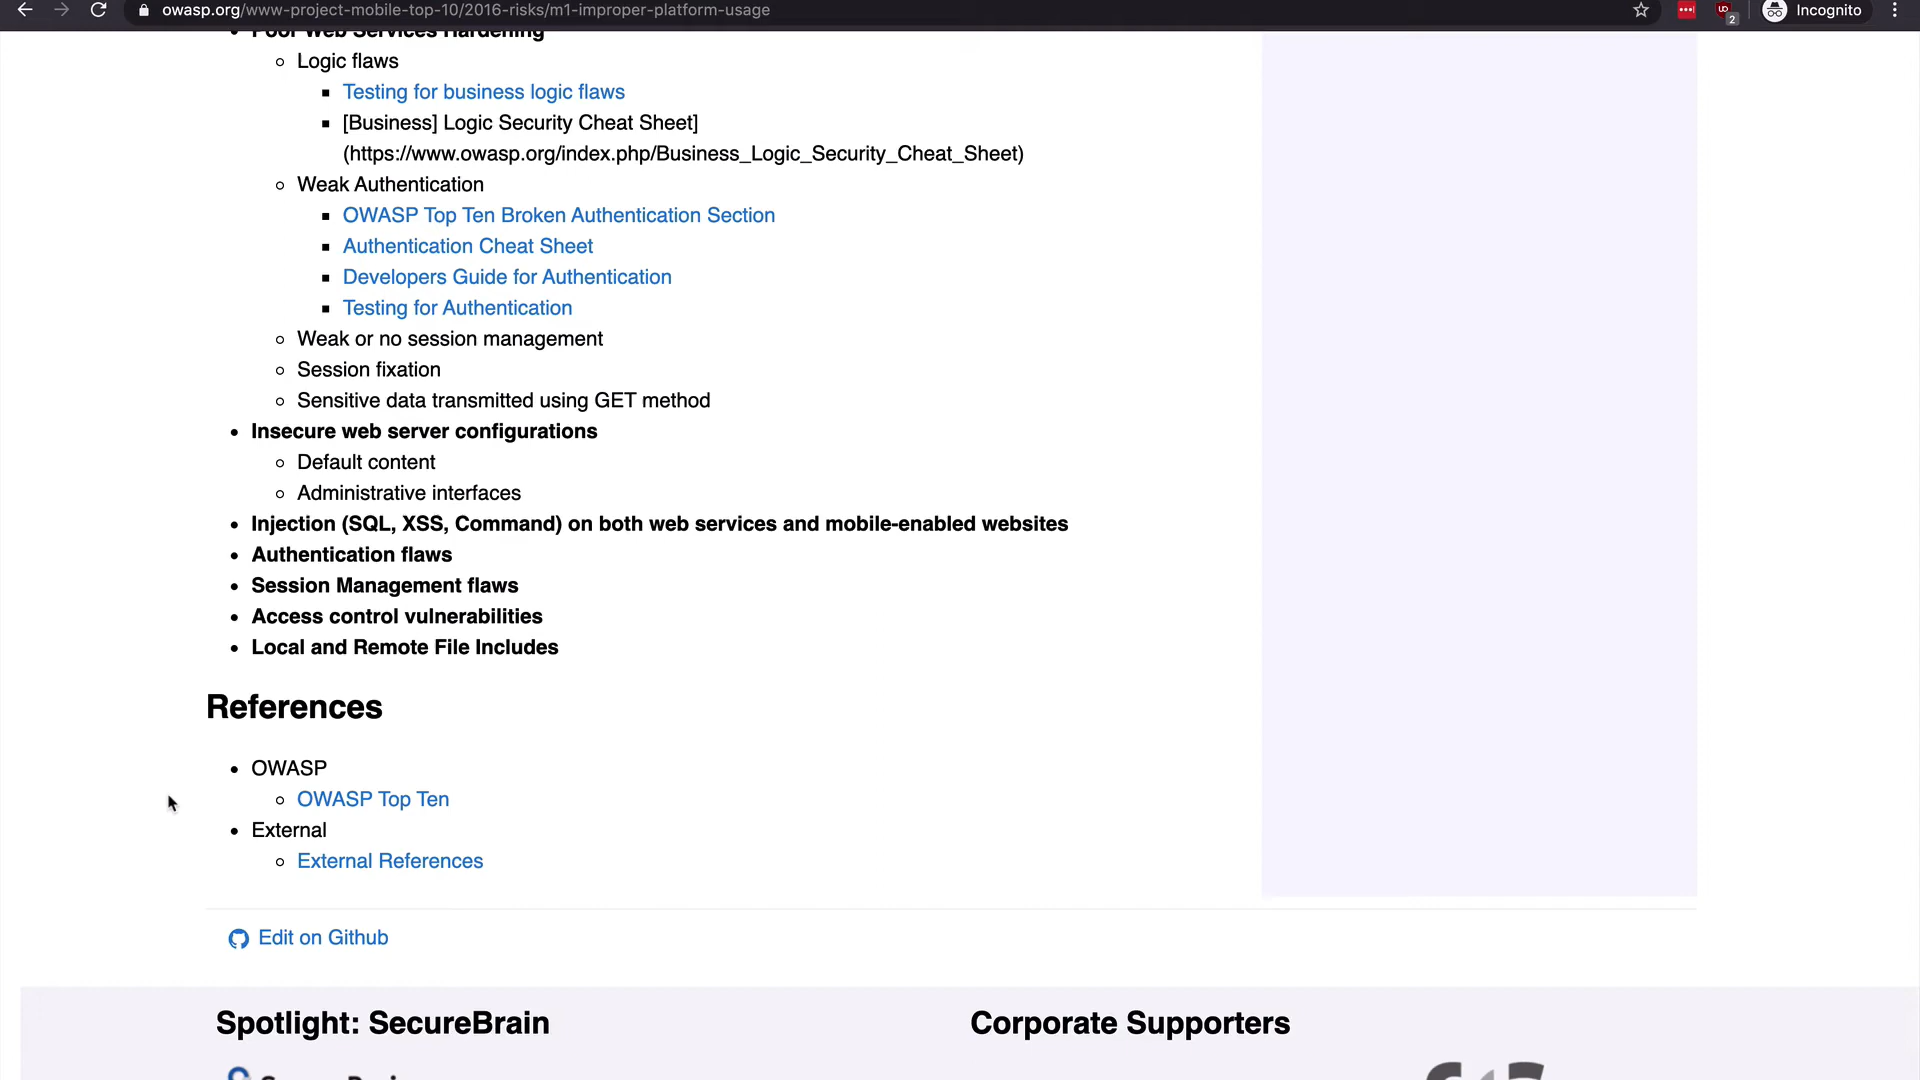 owasp.org/www-project-mobile-top-10/2016-risks/m1-improper-platform-usage
2
Incognito
Poor Web Services Hardening
Logic flaws
Testing for business logic flaws
[Business] Logic Security Cheat Sheet]
(https://www.owasp.org/index.php/Business_Logic_Security_Cheat_Sheet)
Weak Authentication
OWASP Top Ten Broken Authentication Section
Authentication Cheat Sheet
Developers Guide for Authentication
Testing for Authentication
Weak or no session management
Session fixation
Sensitive data transmitted using GET method
Insecure web server configurations
Default content
Administrative interfaces
Injection (SQL, XSS, Command) on both web services and mobile-enabled websites
Authentication flaws
Session Management flaws
Access control vulnerabilities
Local and Remote File Includes
References
OWASP
OWASP Top Ten
External
External References
Edit on Github
Spotlight: SecureBrain
Corporate Supporters